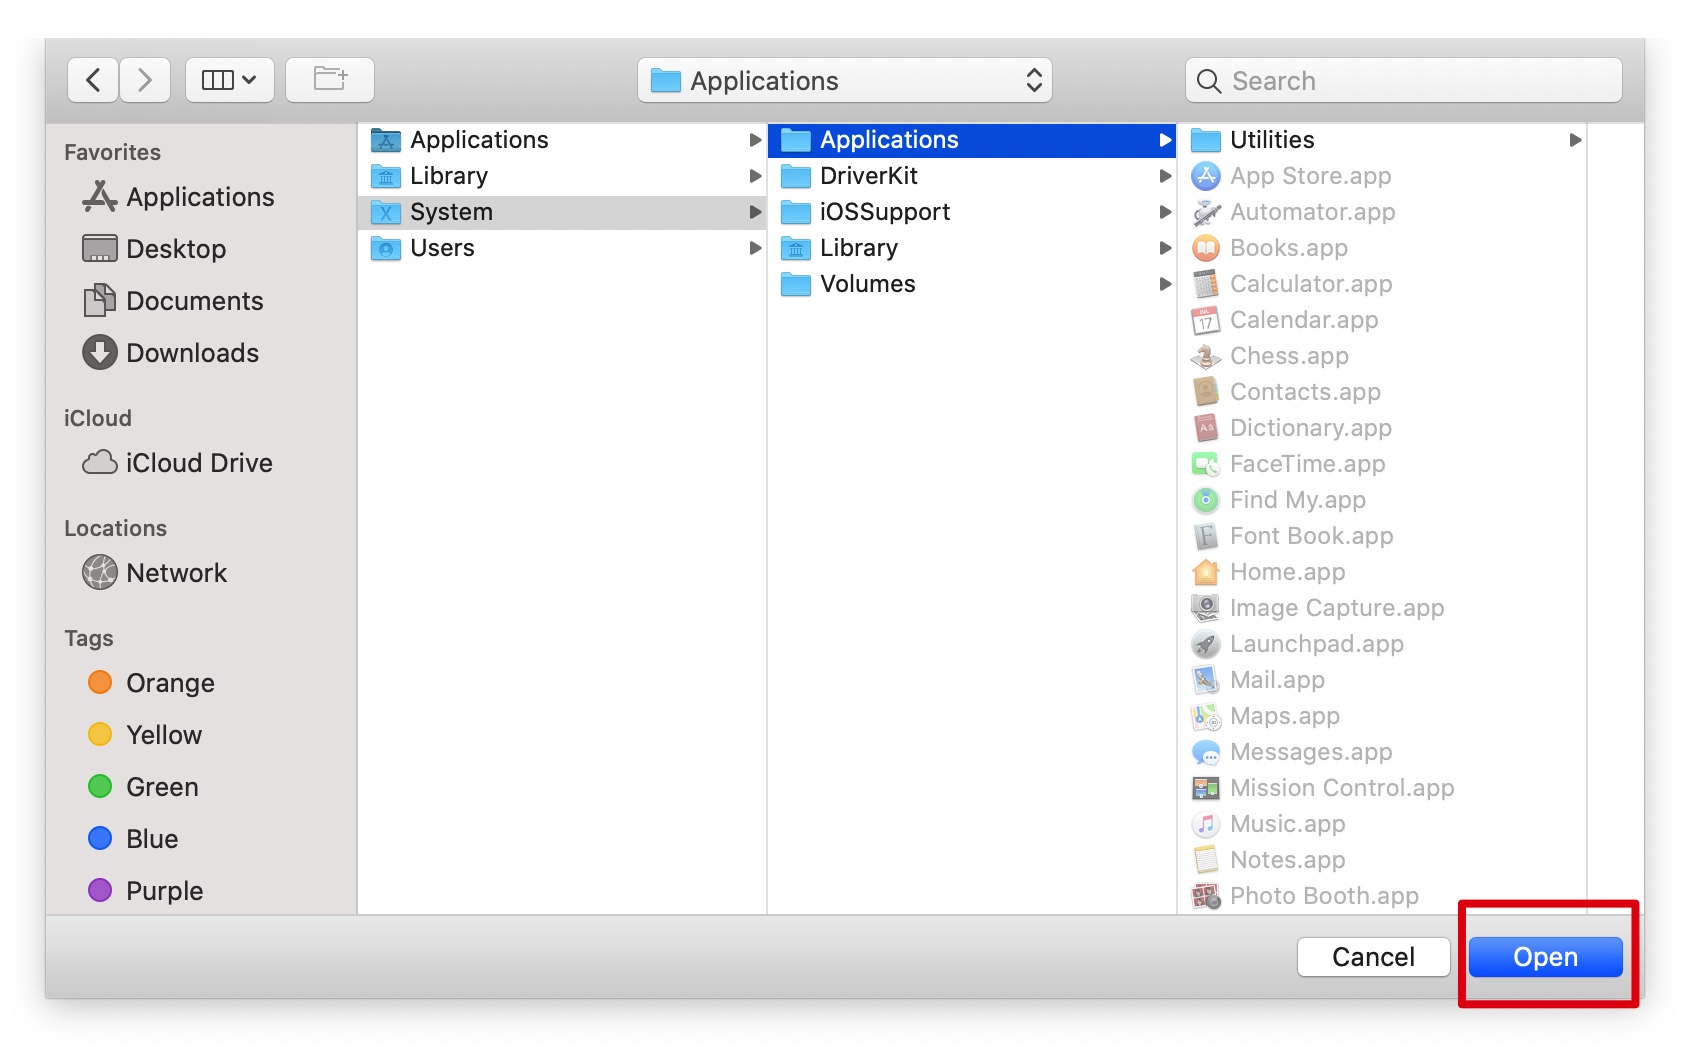 Applications
Search
Favorites
Applications
Desktop
Documents
Downloads
iCloud
iCloud Drive
Locations
Network
Tags
Orange
Yellow
Green
Blue
Purple
Applications
Library
System
Users
Applications
DriverKit
iOSSupport
Library
Volumes
Utilities
App Store.app
Automator.app
Books.app
Calculator.app
Calendar.app
Chess.app
Contacts.app
Dictionary.app
FaceTime.app
Find My.app
Font Book.app
Home.app
Image Capture.app
Launchpad.app
Mail.app
Maps.app
Messages.app
Mission Control.app
Music.app
Notes.app
Photo Booth.app
Cancel
Open